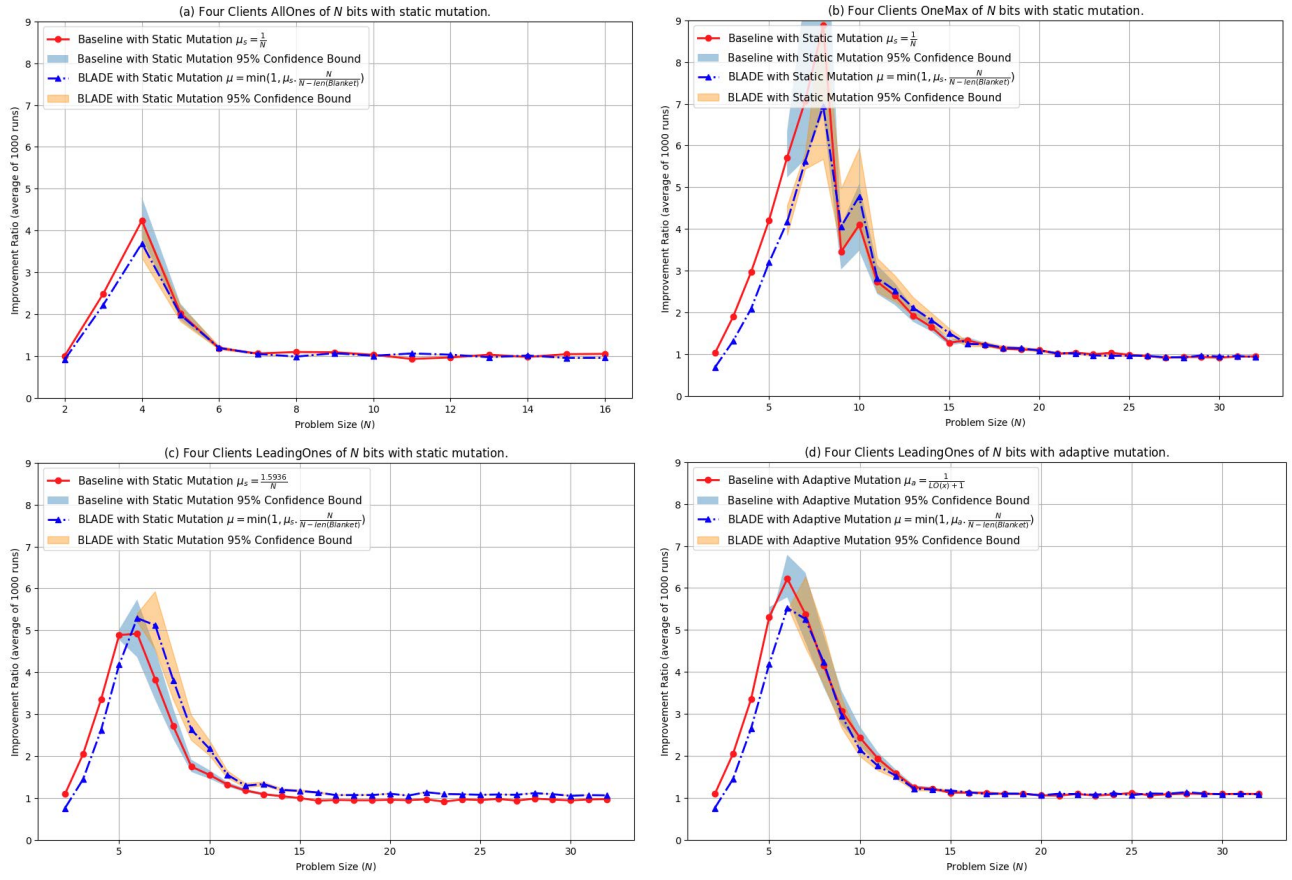 (a) Four Clients AllOnes of N bits with static mutation.
Improvement Ratio (average of 1000 runs)
9
8
7
6
5
4
3
2
1
0
Baseline with Static Mutation μ_s = 1/N
Baseline with Static Mutation 95% Confidence Bound
BLADE with Static Mutation μ = min(1, μ_s. N/(N−len(Blanket)))
BLADE with Static Mutation 95% Confidence Bound
2 4 6 8 10 12 14 16
Problem Size (N)
(b) Four Clients OneMax of N bits with static mutation.
Improvement Ratio (average of 1000 runs)
9
8
7
6
5
4
3
2
1
0
Baseline with Static Mutation μ_s = 1/N
Baseline with Static Mutation 95% Confidence Bound
BLADE with Static Mutation μ = min(1, μ_s. N/(N−len(Blanket)))
BLADE with Static Mutation 95% Confidence Bound
5 10 15 20 25 30
Problem Size (N)
(c) Four Clients LeadingOnes of N bits with static mutation.
Improvement Ratio (average of 1000 runs)
9
8
7
6
5
4
3
2
1
0
Baseline with Static Mutation μ_s = 1.5936/N
Baseline with Static Mutation 95% Confidence Bound
BLADE with Static Mutation μ = min(1, μ_s. N/(N−len(Blanket)))
BLADE with Static Mutation 95% Confidence Bound
5 10 15 20 25 30
Problem Size (N)
(d) Four Clients LeadingOnes of N bits with adaptive mutation.
Improvement Ratio (average of 1000 runs)
9
8
7
6
5
4
3
2
1
0
Baseline with Adaptive Mutation μ_a = 1/(LO(x)+1)
Baseline with Adaptive Mutation 95% Confidence Bound
BLADE with Adaptive Mutation μ = min(1, μ_a. N/(N−len(Blanket)))
BLADE with Adaptive Mutation 95% Confidence Bound
5 10 15 20 25 30
Problem Size (N)